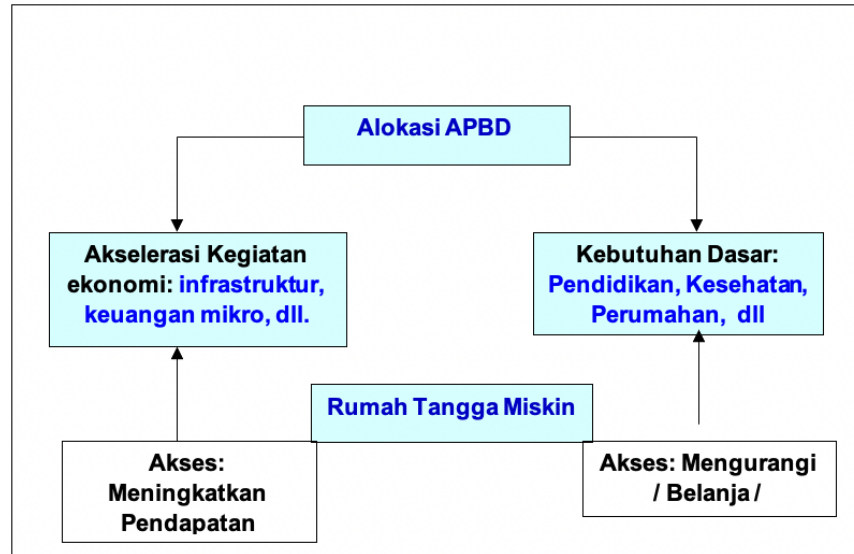 Alokasi APBD
Akselerasi Kegiatan
ekonomi: infrastruktur,
keuangan mikro, dll.
Kebutuhan Dasar:
Pendidikan, Kesehatan,
Perumahan, dll
Rumah Tangga Miskin
Akses:
Meningkatkan
Pendapatan
Akses: Mengurangi
/ Belanja /